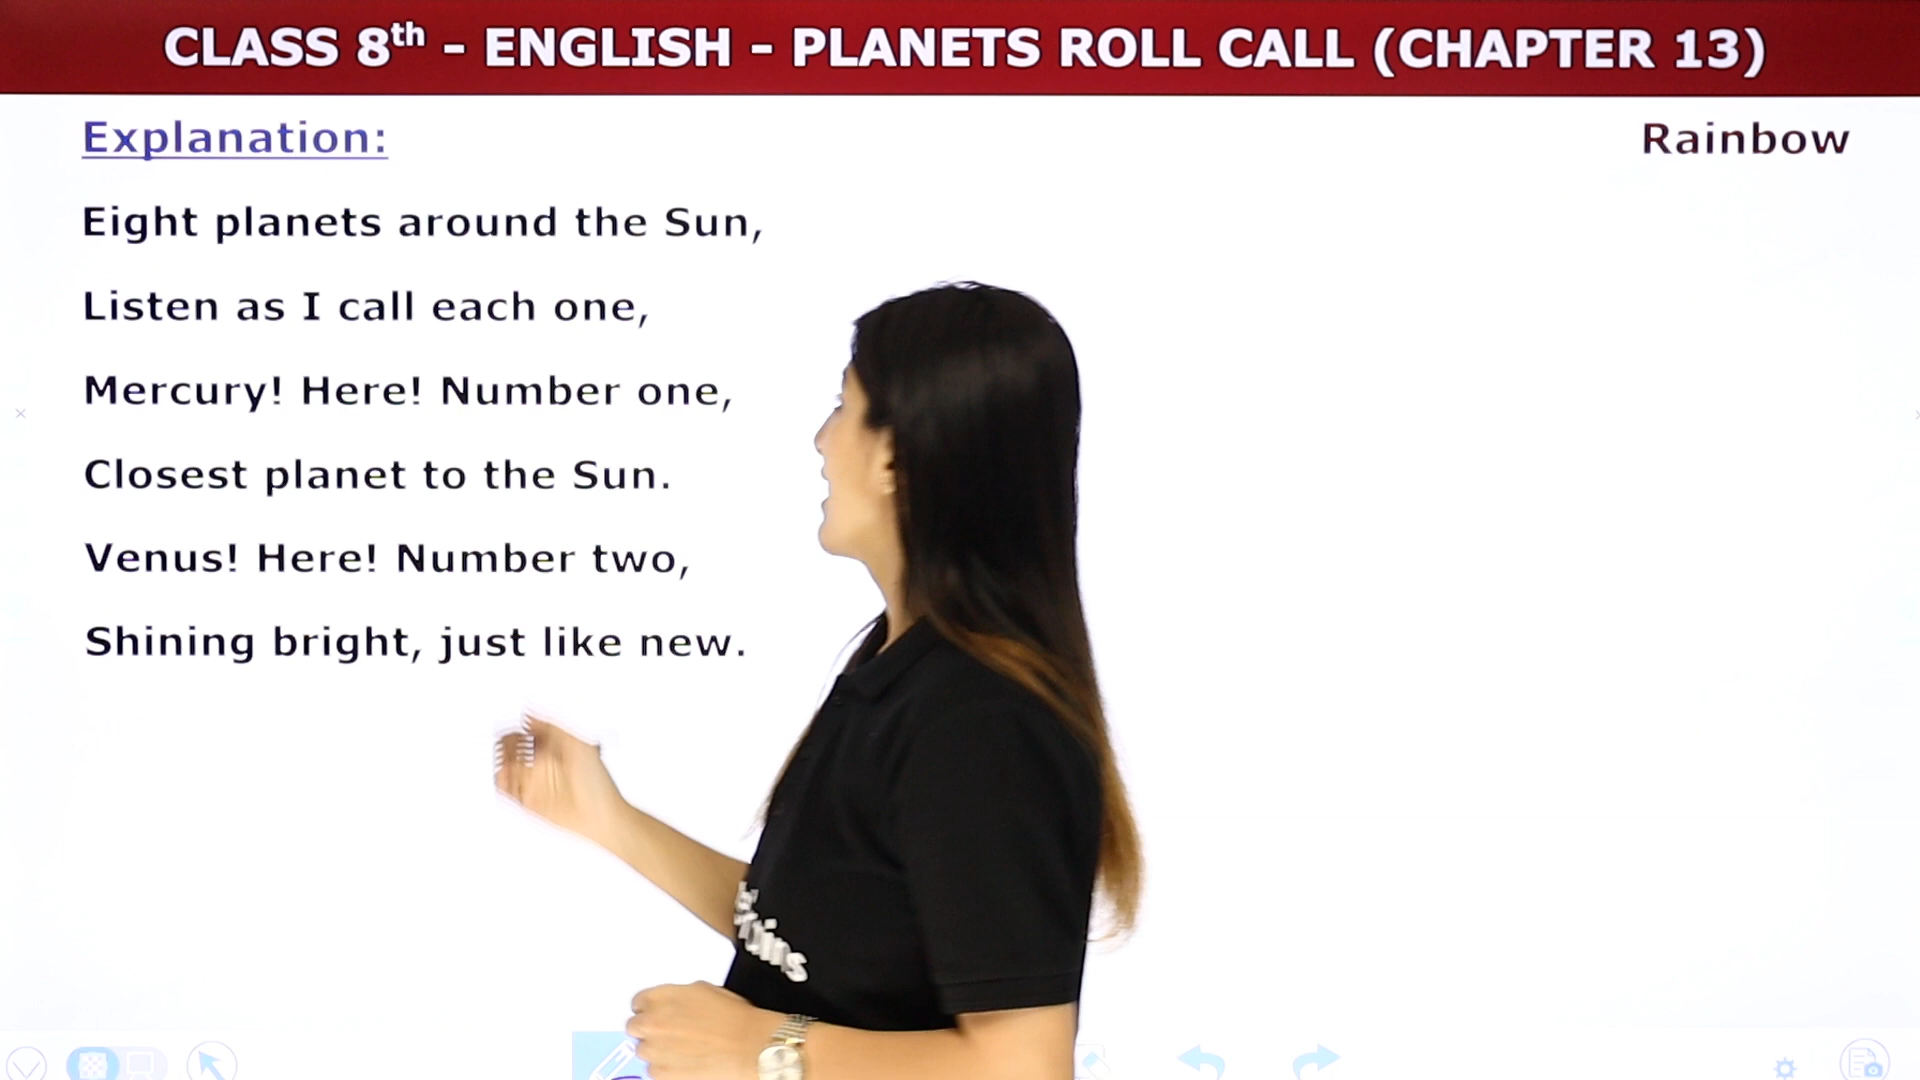 CLASS 8th - ENGLISH - PLANETS ROLL CALL (CHAPTER 13)
Explanation:
Rainbow
Eight planets around the Sun,
Listen as I call each one,
Mercury! Here! Number one,
Closest planet to the Sun.
Venus! Here! Number two,
Shining bright, just like new.